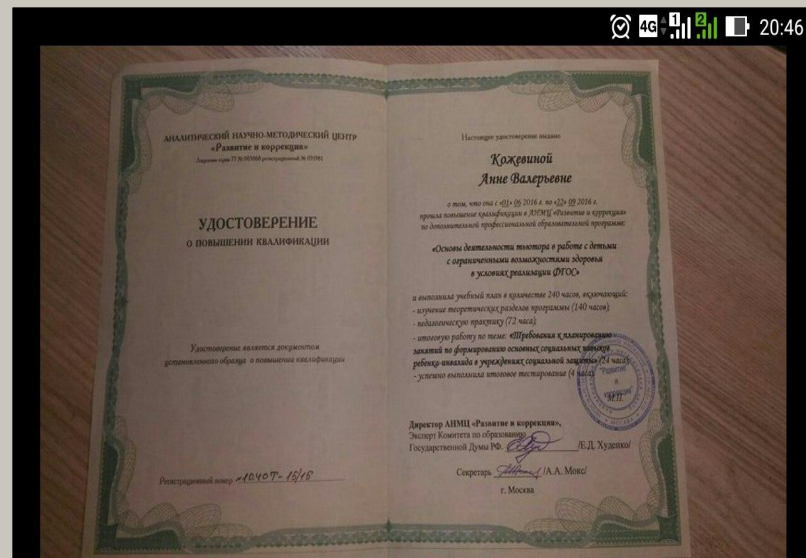 4G 1 2 20:46
АНАЛИТИЧЕСКИЙ НАУЧНО-МЕТОДИЧЕСКИЙ ЦЕНТР
«Развитие и коррекция»
УДОСТОВЕРЕНИЕ
О ПОВЫШЕНИИ КВАЛИФИКАЦИИ
Удостоверение является документом
установленного образца о повышении квалификации
Регистрационный номер
Настоящее удостоверение выдано
Кожевиной
Анне Валерьевне
о том, что она с «01» 06 2016 г. по «22» 09 2016 г.
прошла повышение квалификации в АНМЦ «Развитие и коррекция»
по дополнительной профессиональной образовательной программе:
«Основы деятельности тьютора в работе с детьми
с ограниченными возможностями здоровья
в условиях реализации ФГОС»
и выполнила учебный план в количестве 240 часов, включающий:
- изучение теоретических разделов программы (140 часов);
- педагогическую практику (72 часа);
- итоговую работу по теме: «Требования к планированию
занятий по формированию основных социальных навыков
ребенка-инвалида в учреждениях социальной защиты» (24 часа);
- успешно выполнила итоговое тестирование (4 часа)
"Развитие
и
коррекция"
М.П.
Директор АНМЦ «Развитие и коррекция»,
Эксперт Комитета по образованию
Государственной Думы РФ. /Е.Д. Худенко/
Секретарь /А.А. Мокс/
г. Москва